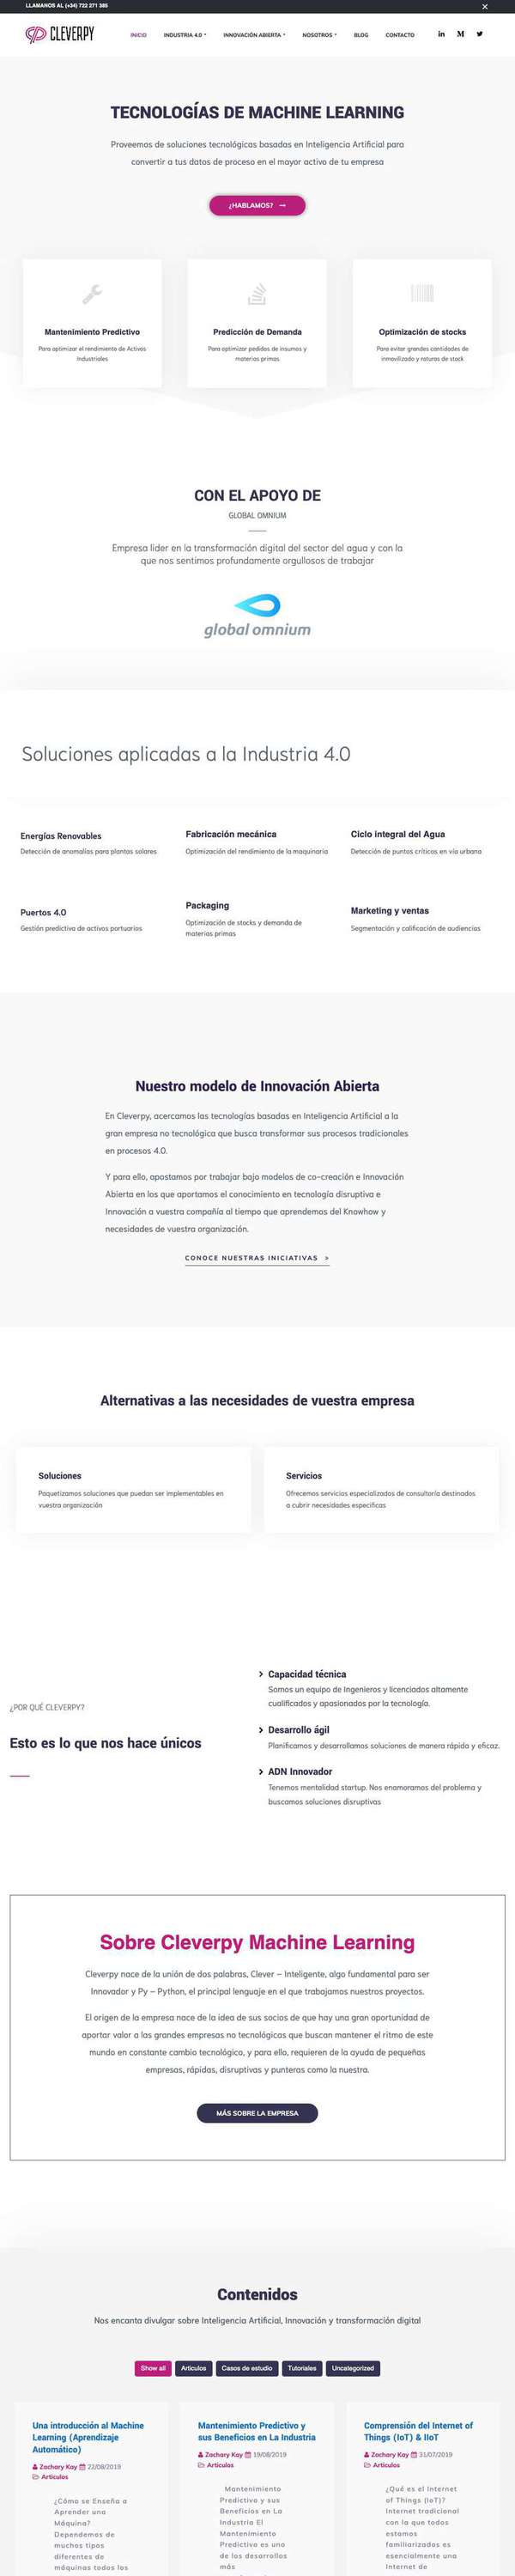 LLAMANOS AL (+34) 722 271 385
CLEVERPY
INICIO INDUSTRIA 4.0 INNOVACIÓN ABIERTA NOSOTROS BLOG CONTACTO
TECNOLOGÍAS DE MACHINE LEARNING
Proveemos de soluciones tecnológicas basadas en Inteligencia Artificial para
convertir a tus datos de proceso en el mayor activo de tu empresa
¿HABLAMOS? →
Mantenimiento Predictivo
Para optimizar el rendimiento de Activos
Industriales
Predicción de Demanda
Para optimizar pedidos de insumos y
materias primas
Optimización de stocks
Para evitar grandes cantidades de
inmovilizado y roturas de stock
CON EL APOYO DE
GLOBAL OMNIUM
Empresa lider en la transformación digital del sector del agua y con la
que nos sentimos profundamente orgullosos de trabajar
global omnium
Soluciones aplicadas a la Industria 4.0
Energías Renovables
Detección de anomalías para plantas solares
Fabricación mecánica
Optimización del rendimiento de la maquinaria
Ciclo integral del Agua
Detección de puntos críticos en vía urbana
Puertos 4.0
Gestión predictiva de activos portuarios
Packaging
Optimización de stocks y demanda de
materias primas
Marketing y ventas
Segmentación y calificación de audiencias
Nuestro modelo de Innovación Abierta
En Cleverpy, acercamos las tecnologías basadas en Inteligencia Artificial a la
gran empresa no tecnológica que busca transformar sus procesos tradicionales
en procesos 4.0.
Y para ello, apostamos por trabajar bajo modelos de co-creación e Innovación
Abierta en los que aportamos el conocimiento en tecnología disruptiva e
Innovación a vuestra compañía al tiempo que aprendemos del Knowhow y
necesidades de vuestra organización.
CONOCE NUESTRAS INICIATIVAS >
Alternativas a las necesidades de vuestra empresa
Soluciones
Paquetizamos soluciones que puedan ser implementables en
vuestra organización
Servicios
Ofrecemos servicios especializados de consultoría destinados
a cubrir necesidades específicas
¿POR QUÉ CLEVERPY?
Esto es lo que nos hace únicos
Capacidad técnica
Somos un equipo de Ingenieros y licenciados altamente
cualificados y apasionados por la tecnología.
Desarrollo ágil
Planificamos y desarrollamos soluciones de manera rápida y eficaz.
ADN Innovador
Tenemos mentalidad startup. Nos enamoramos del problema y
buscamos soluciones disruptivas
Sobre Cleverpy Machine Learning
Cleverpy nace de la unión de dos palabras, Clever – Inteligente, algo fundamental para ser
Innovador y Py – Python, el principal lenguaje en el que trabajamos nuestros proyectos.
El origen de la empresa nace de la idea de sus socios de que hay una gran oportunidad de
aportar valor a las grandes empresas no tecnológicas que buscan mantener el ritmo de este
mundo en constante cambio tecnológico, y para ello, requieren de la ayuda de pequeñas
empresas, rápidas, disruptivas y punteras como la nuestra.
MÁS SOBRE LA EMPRESA
Contenidos
Nos encanta divulgar sobre Inteligencia Artificial, Innovación y transformación digital
Show all Artículos Casos de estudio Tutoriales Uncategorized
Una introducción al Machine
Learning (Aprendizaje
Automático)
Zachary Kay 22/08/2019
Artículos
¿Cómo se Enseña a
Aprender una
Máquina?
Dependemos de
muchos tipos
diferentes de
máquinas todos los
Mantenimiento Predictivo y
sus Beneficios en La Industria
Zachary Kay 19/08/2019
Artículos
Mantenimiento
Predictivo y sus
Beneficios en La
Industria El
Mantenimiento
Predictivo es uno
de los desarrollos
más
Comprensión del Internet of
Things (IoT) & IIoT
Zachary Kay 31/07/2019
Artículos
¿Qué es el Internet
of Things (IoT)?
Internet tradicional
con la que todos
estamos
familiarizados es
esencialmente una
Internet de